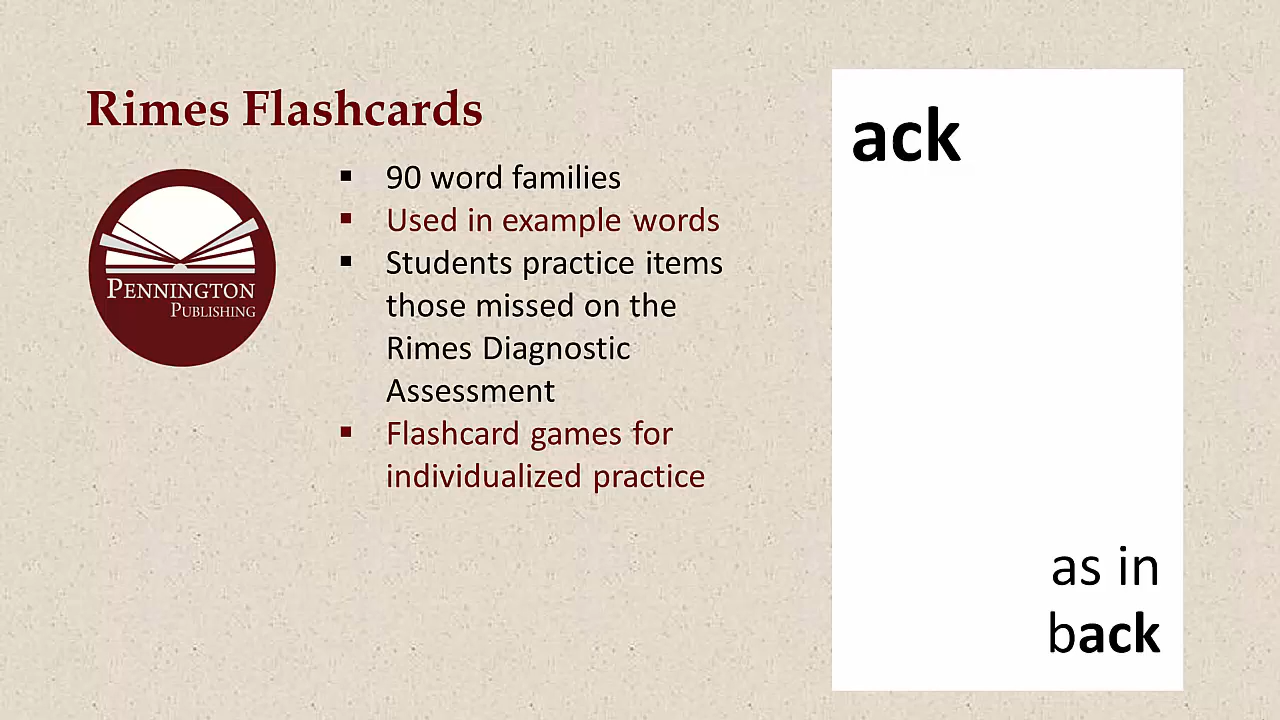 Rimes Flashcards
PENNINGTON
PUBLISHING
▪ 90 word families
▪ Used in example words
▪ Students practice items
those missed on the
Rimes Diagnostic
Assessment
▪ Flashcard games for
individualized practice
ack
as in
back